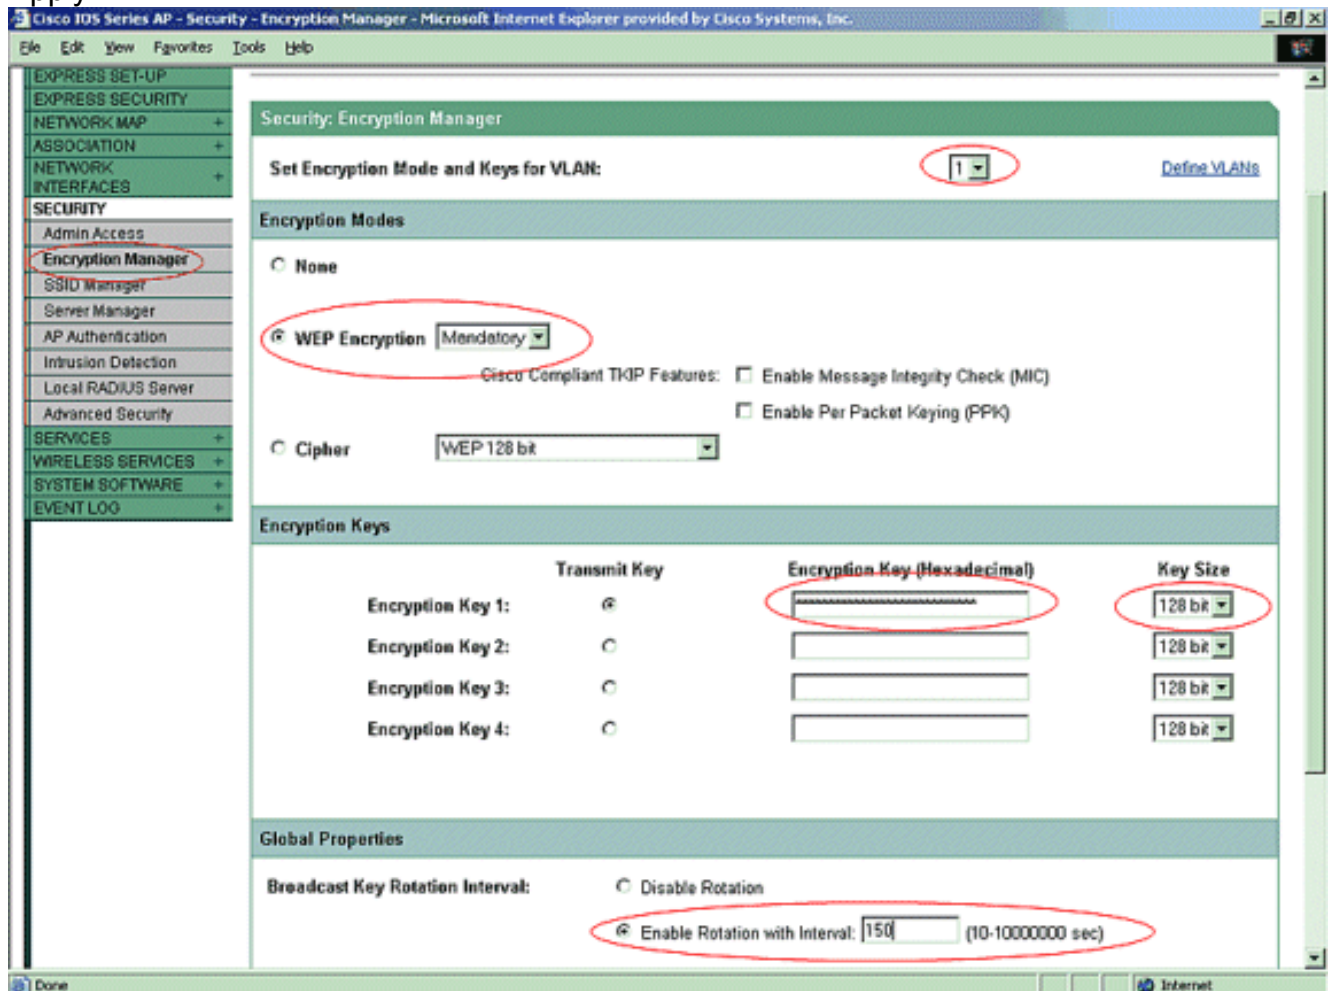 Cisco IOS Series AP - Security - Encryption Manager - Microsoft Internet Explorer provided by Cisco Systems, Inc.
File Edit View Favorites Tools Help
EXPRESS SET-UP
EXPRESS SECURITY
NETWORK MAP +
ASSOCIATION +
NETWORK INTERFACES +
SECURITY
Admin Access
Encryption Manager
SSID Manager
Server Manager
AP Authentication
Intrusion Detection
Local RADIUS Server
Advanced Security
SERVICES +
WIRELESS SERVICES +
SYSTEM SOFTWARE +
EVENT LOG +
Security: Encryption Manager
Set Encryption Mode and Keys for VLAN: 1 Define VLANs
Encryption Modes
None
WEP Encryption Mandatory
Cisco Compliant TKIP Features: Enable Message Integrity Check (MIC)
Enable Per Packet Keying (PPK)
Cipher WEP 128 bit
Encryption Keys
Transmit Key Encryption Key (Hexadecimal) Key Size
Encryption Key 1: 128 bit
Encryption Key 2: 128 bit
Encryption Key 3: 128 bit
Encryption Key 4: 128 bit
Global Properties
Broadcast Key Rotation Interval: Disable Rotation
Enable Rotation with Interval: 150 (10-10000000 sec)
Done Internet